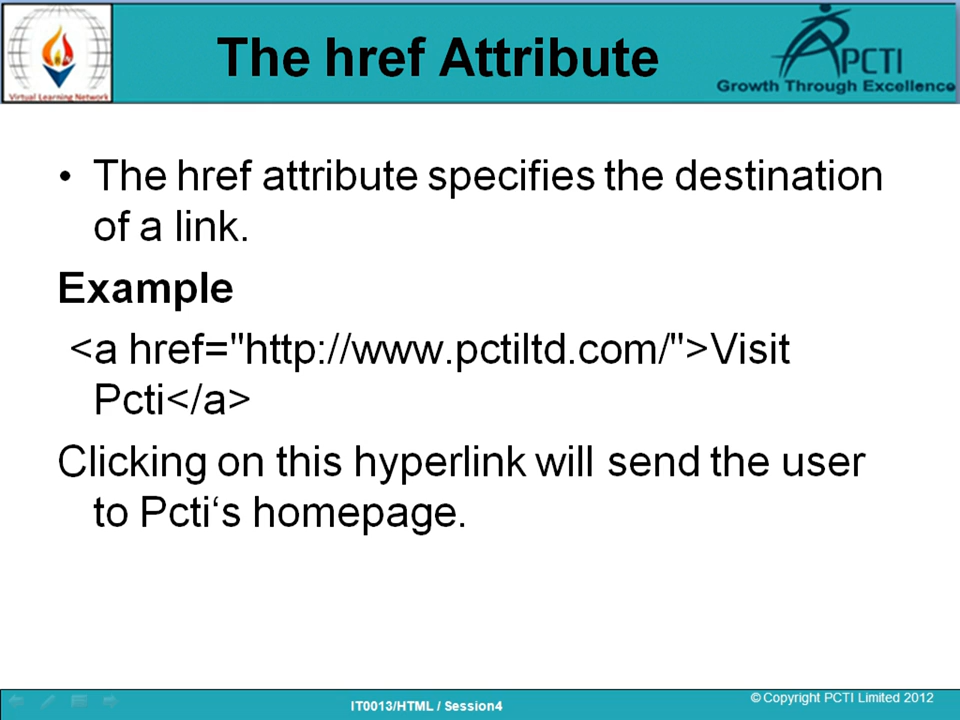 Virtual Learning Network
The href Attribute
APCTI
Growth Through Excellence
• The href attribute specifies the destination
of a link.
Example
<a href="http://www.pctiltd.com/">Visit
Pcti</a>
Clicking on this hyperlink will send the user
to Pcti‘s homepage.
IT0013/HTML / Session4
© Copyright PCTI Limited 2012